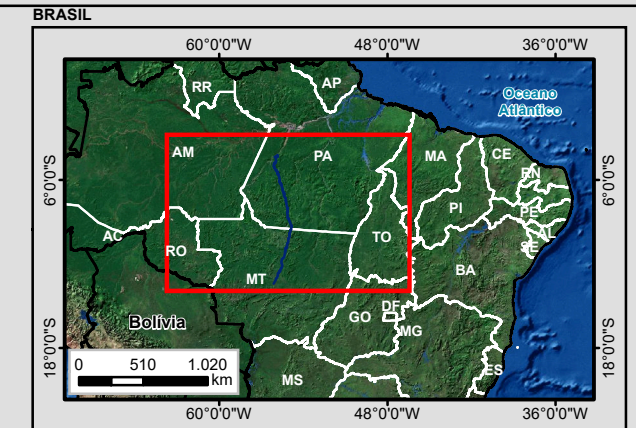 BRASIL
60°0'0"W 48°0'0"W 36°0'0"W
RR AP
Oceano
Atlântico
AM PA MA CE
RN
6°0'0"S 6°0'0"S
PI PE
AC AL
RO TO SE
MT BA
Bolívia GO DF
MG
18°0'0"S 18°0'0"S
0 510 1.020
km
MS ES
60°0'0"W 48°0'0"W 36°0'0"W